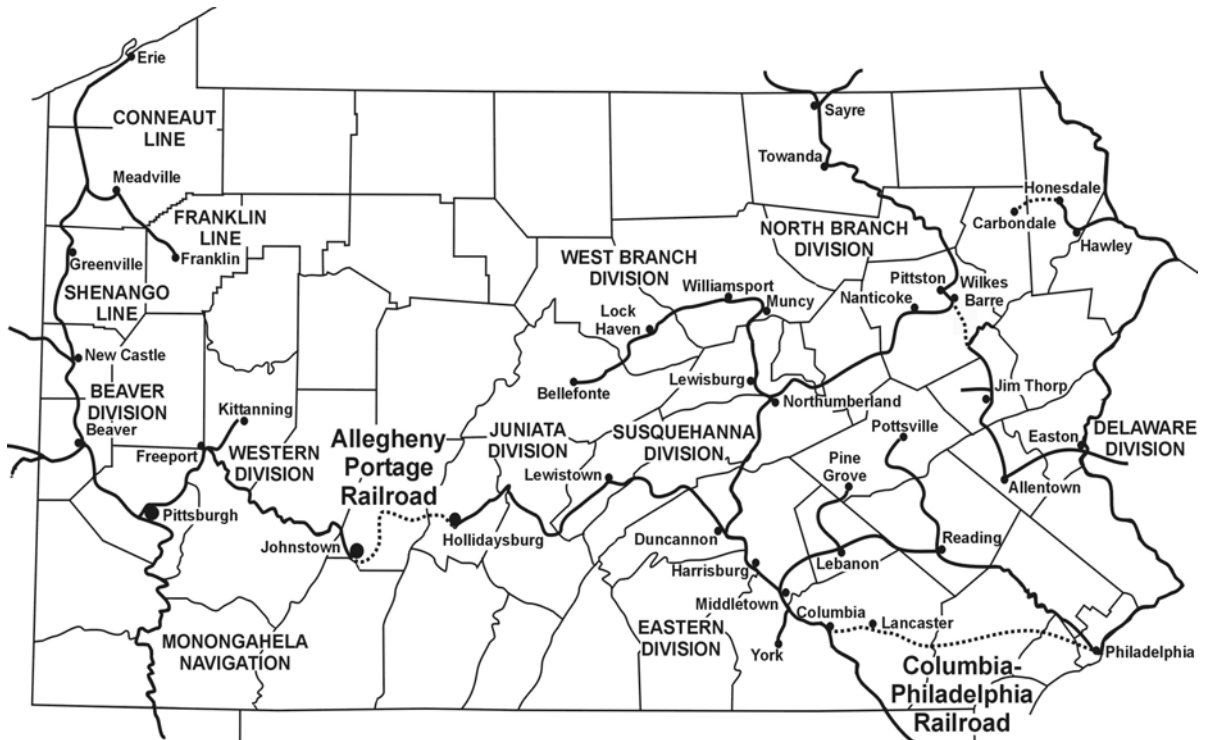 Erie
CONNEAUT
LINE
Meadville
FRANKLIN
LINE
Franklin
Greenville
SHENANGO
LINE
New Castle
BEAVER
DIVISION
Beaver
Kittanning
Freeport
WESTERN
DIVISION
Pittsburgh
Johnstown
Allegheny
Portage
Railroad
Hollidaysburg
MONONGAHELA
NAVIGATION
Sayre
Towanda
NORTH BRANCH
DIVISION
WEST BRANCH
DIVISION
Williamsport
Muncy
Lock
Haven
Bellefonte
Lewisburg
Northumberland
JUNIATA
DIVISION
Lewistown
SUSQUEHANNA
DIVISION
Duncannon
Harrisburg
Middletown
EASTERN
DIVISION
York
Columbia
Lancaster
Columbia-
Philadelphia
Railroad
Philadelphia
Honesdale
Carbondale
Hawley
Pittston
Wilkes
Barre
Nanticoke
Jim Thorp
Pottsville
Pine
Grove
Lebanon
Reading
Easton
Allentown
DELAWARE
DIVISION